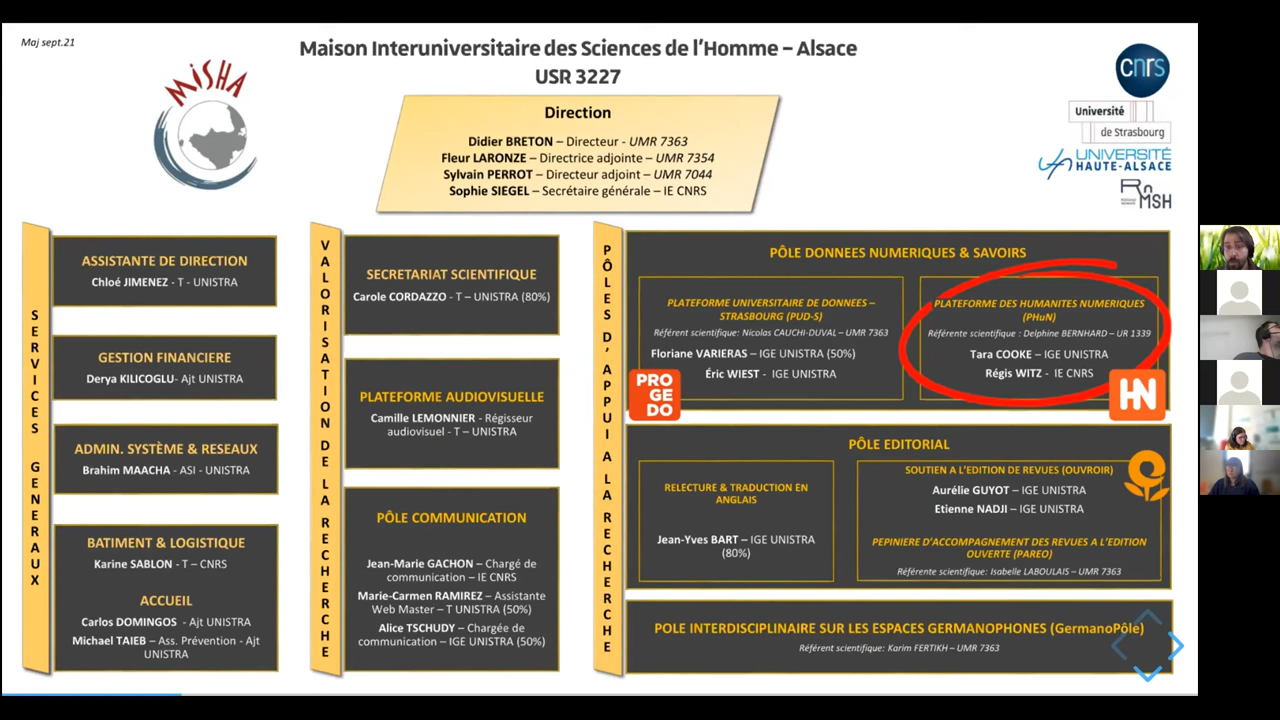 Maj sept.21
Maison Interuniversitaire des Sciences de l'Homme – Alsace
USR 3227
MISHA
cnrs
Université
de Strasbourg
UNIVERSITÉ
HAUTE-ALSACE
RnMSH
Direction
Didier BRETON – Directeur - UMR 7363
Fleur LARONZE – Directrice adjointe – UMR 7354
Sylvain PERROT – Directeur adjoint – UMR 7044
Sophie SIEGEL – Secrétaire générale – IE CNRS
SERVICES GENERAUX
ASSISTANTE DE DIRECTION
Chloé JIMENEZ - T - UNISTRA
GESTION FINANCIERE
Derya KILICOGLU- Ajt UNISTRA
ADMIN. SYSTÈME & RESEAUX
Brahim MAACHA - ASI - UNISTRA
BATIMENT & LOGISTIQUE
Karine SABLON - T – CNRS
ACCUEIL
Carlos DOMINGOS - Ajt UNISTRA
Michael TAIEB – Ass. Prévention - Ajt
UNISTRA
VALORISATION DE LA RECHERCHE
SECRETARIAT SCIENTIFIQUE
Carole CORDAZZO - T – UNISTRA (80%)
PLATEFORME AUDIOVISUELLE
Camille LEMONNIER - Régisseur
audiovisuel - T – UNISTRA
PÔLE COMMUNICATION
Jean-Marie GACHON – Chargé de
communication – IE CNRS
Marie-Carmen RAMIREZ – Assistante
Web Master – T UNISTRA (50%)
Alice TSCHUDY – Chargée de
communication – IGE UNISTRA (50%)
PÔLES D'APPUI A LA RECHERCHE
PÔLE DONNEES NUMERIQUES & SAVOIRS
PLATEFORME UNIVERSITAIRE DE DONNEES –
STRASBOURG (PUD-S)
Référent scientifique: Nicolas CAUCHI-DUVAL – UMR 7363
Floriane VARIERAS – IGE UNISTRA (50%)
Éric WIEST - IGE UNISTRA
PRO
GE
DO
PLATEFORME DES HUMANITES NUMERIQUES
(PHuN)
Référente scientifique : Delphine BERNHARD – UR 1339
Tara COOKE – IGE UNISTRA
Régis WITZ - IE CNRS
HN
PÔLE EDITORIAL
RELECTURE & TRADUCTION EN
ANGLAIS
Jean-Yves BART – IGE UNISTRA
(80%)
SOUTIEN A L'EDITION DE REVUES (OUVROIR)
Aurélie GUYOT – IGE UNISTRA
Etienne NADJI – IGE UNISTRA
PEPINIERE D'ACCOMPAGNEMENT DES REVUES A L'EDITION
OUVERTE (PAREO)
Référent scientifique: Isabelle LABOULAIS – UMR 7363
POLE INTERDISCIPLINAIRE SUR LES ESPACES GERMANOPHONES (GermanoPôle)
Référent scientifique: Karim FERTIKH – UMR 7363